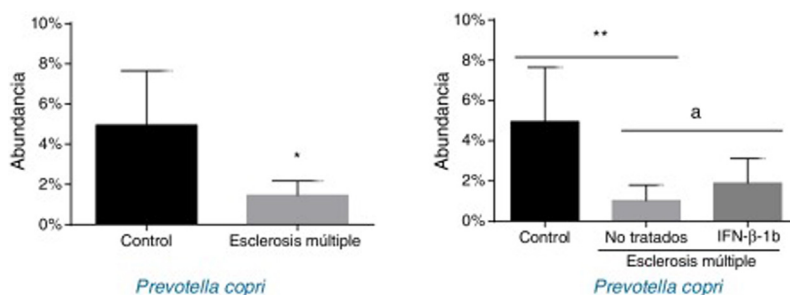 10%
8%
6%
4%
2%
0%
Abundancia
*
Control
Esclerosis múltiple
Prevotella copri
10%
8%
6%
4%
2%
0%
Abundancia
**
a
Control
No tratados
IFN-β-1b
Esclerosis múltiple
Prevotella copri